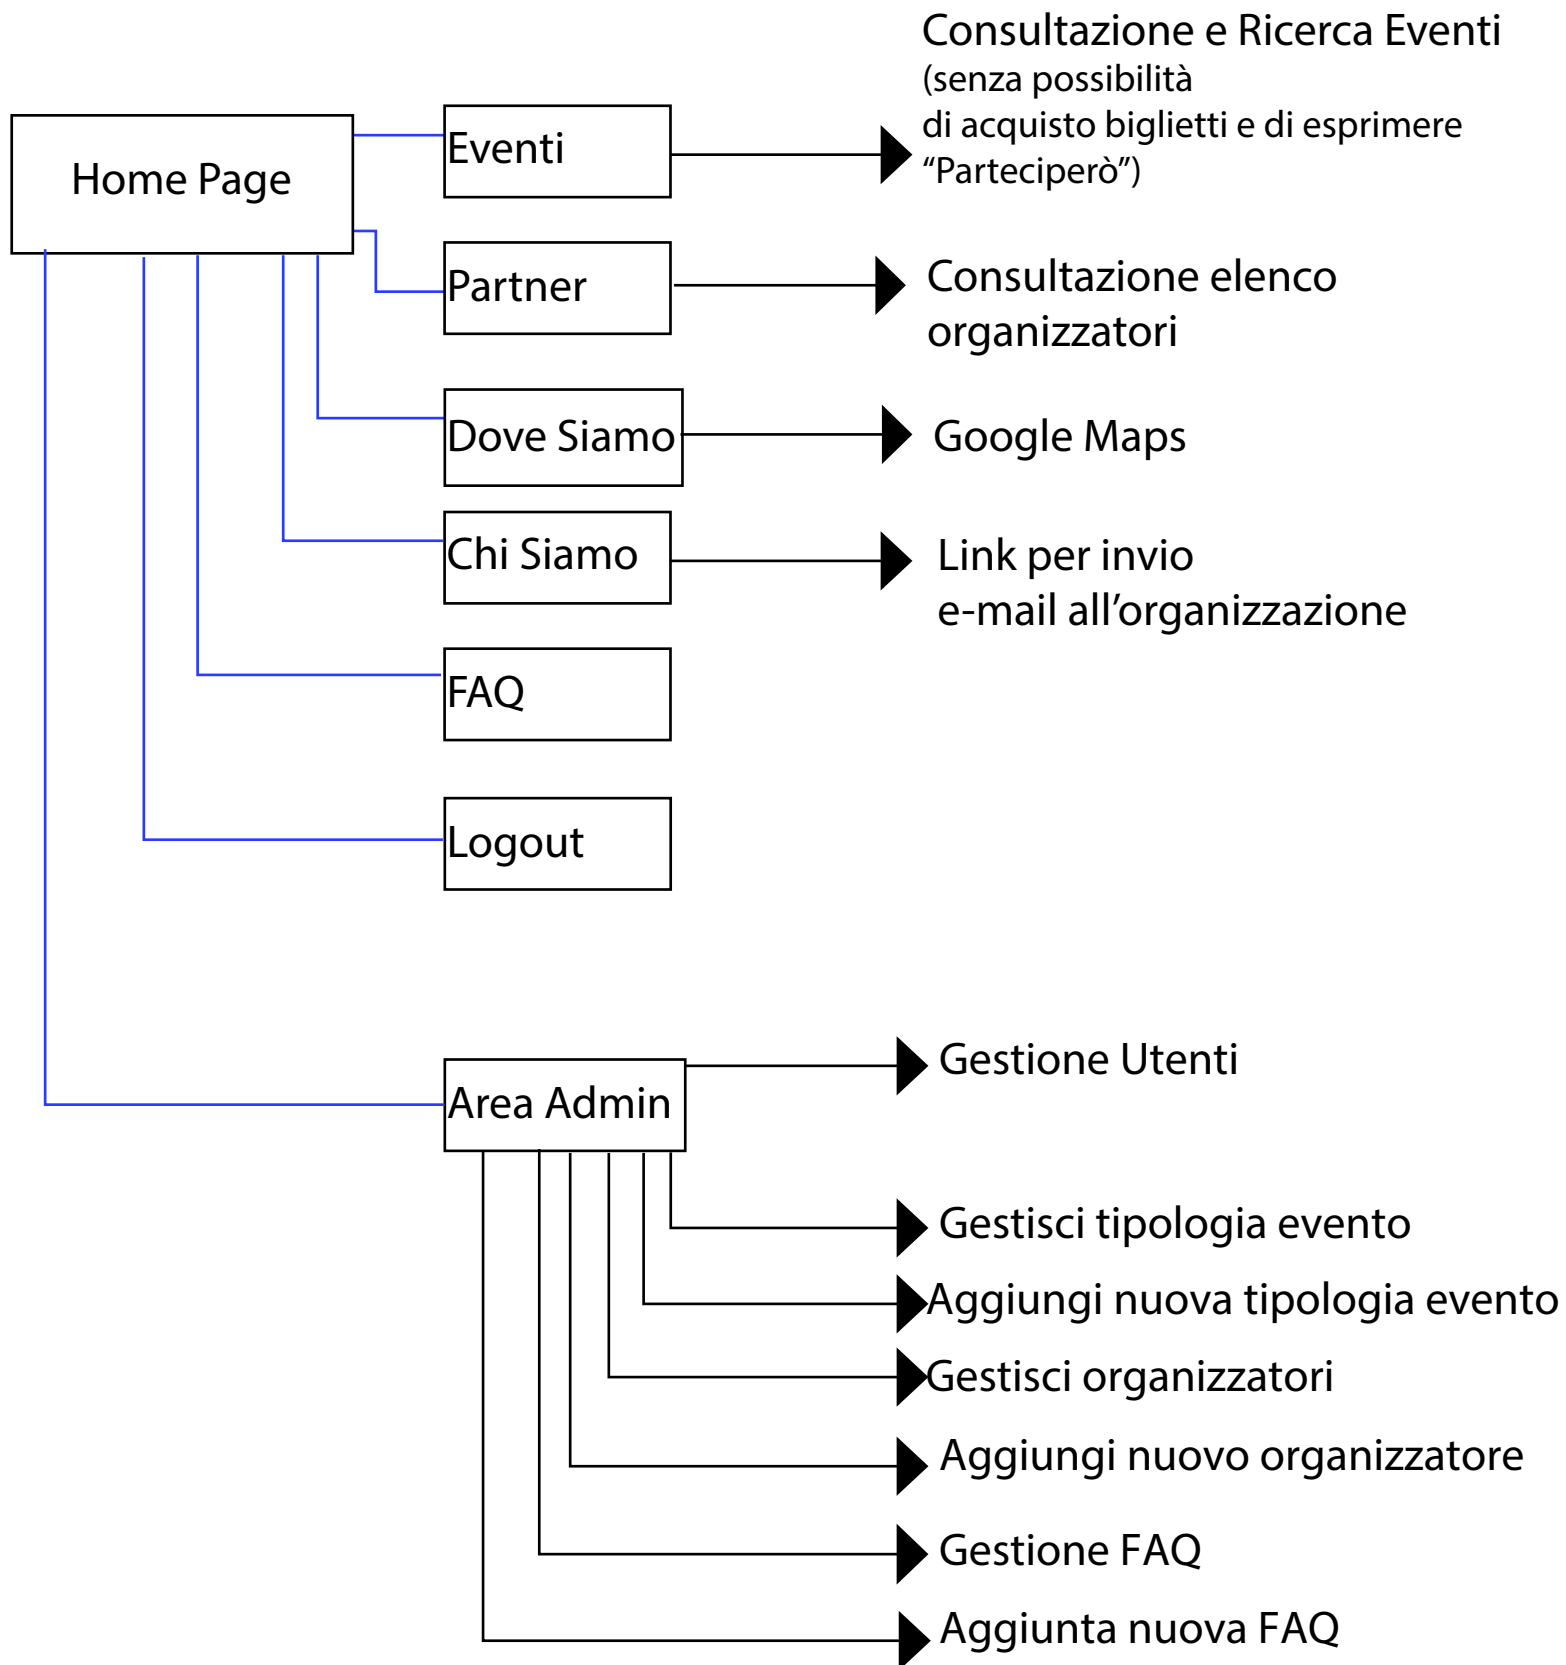 Home Page
Eventi
Consultazione e Ricerca Eventi
(senza possibilità
di acquisto biglietti e di esprimere
“Parteciperò”)
Partner
Consultazione elenco
organizzatori
Dove Siamo
Google Maps
Chi Siamo
Link per invio
e-mail all’organizzazione
FAQ
Logout
Area Admin
Gestione Utenti
Gestisci tipologia evento
Aggiungi nuova tipologia evento
Gestisci organizzatori
Aggiungi nuovo organizzatore
Gestione FAQ
Aggiunta nuova FAQ